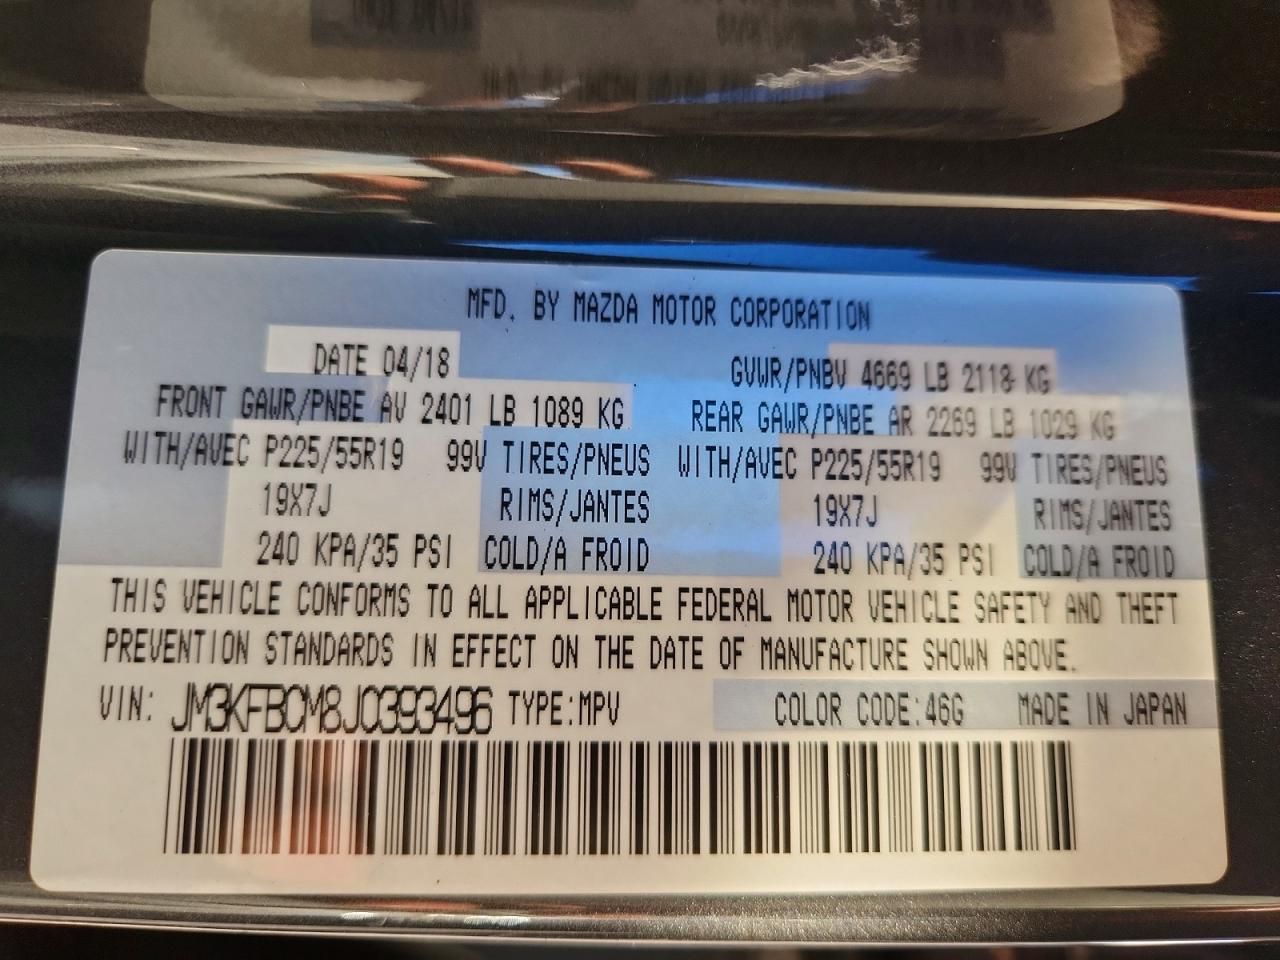 MFD. BY MAZDA MOTOR CORPORATION
DATE 04/18 GVWR/PNBV 4669 LB 2118 KG
FRONT GAWR/PNBE AV 2401 LB 1089 KG REAR GAWR/PNBE AR 2269 LB 1029 KG
WITH/AVEC P225/55R19 99V TIRES/PNEUS WITH/AVEC P225/55R19 99V TIRES/PNEUS
19X7J RIMS/JANTES 19X7J RIMS/JANTES
240 KPA/35 PSI COLD/A FROID 240 KPA/35 PSI COLD/A FROID
THIS VEHICLE CONFORMS TO ALL APPLICABLE FEDERAL MOTOR VEHICLE SAFETY AND THEFT
PREVENTION STANDARDS IN EFFECT ON THE DATE OF MANUFACTURE SHOWN ABOVE.
VIN: JM3KFBCM8J0393496 TYPE:MPV COLOR CODE:46G MADE IN JAPAN